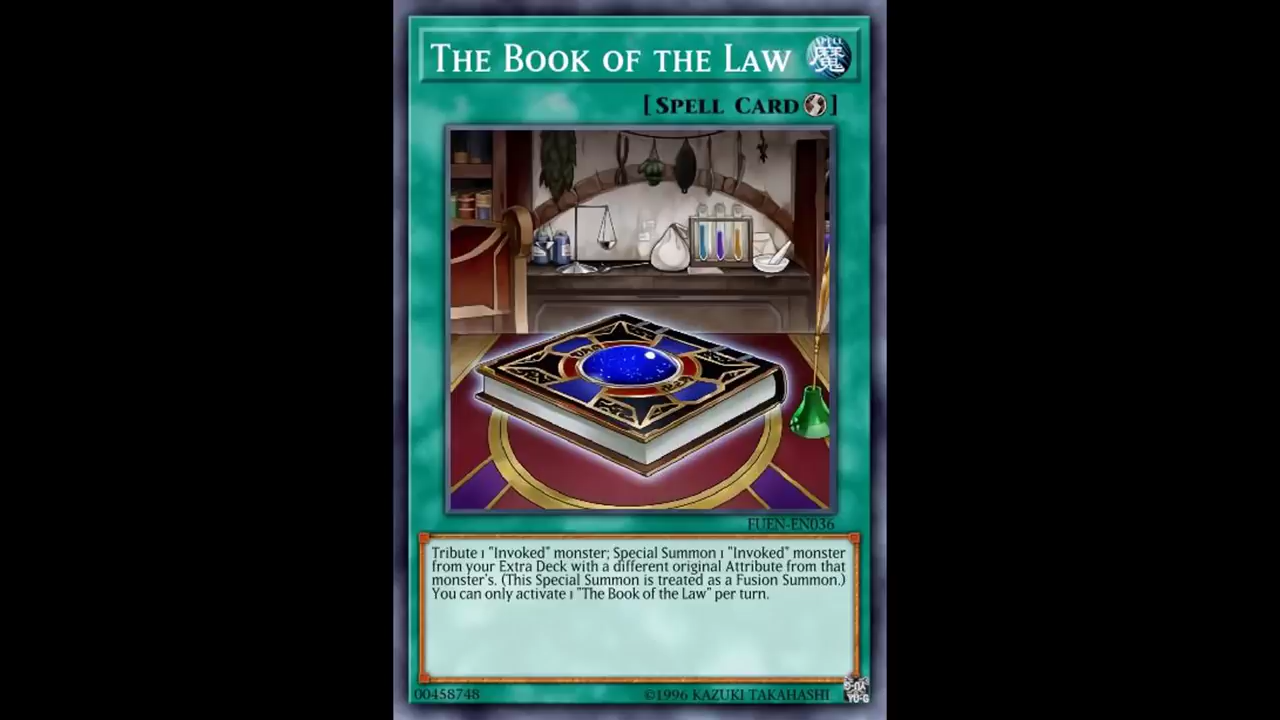 THE BOOK OF THE LAW
SPELL
魔
[SPELL CARD]
FUEN-EN036
Tribute 1 "Invoked" monster; Special Summon 1 "Invoked" monster
from your Extra Deck with a different original Attribute from that
monster's. (This Special Summon is treated as a Fusion Summon.)
You can only activate 1 "The Book of the Law" per turn.
00458748
©1996 KAZUKI TAKAHASHI